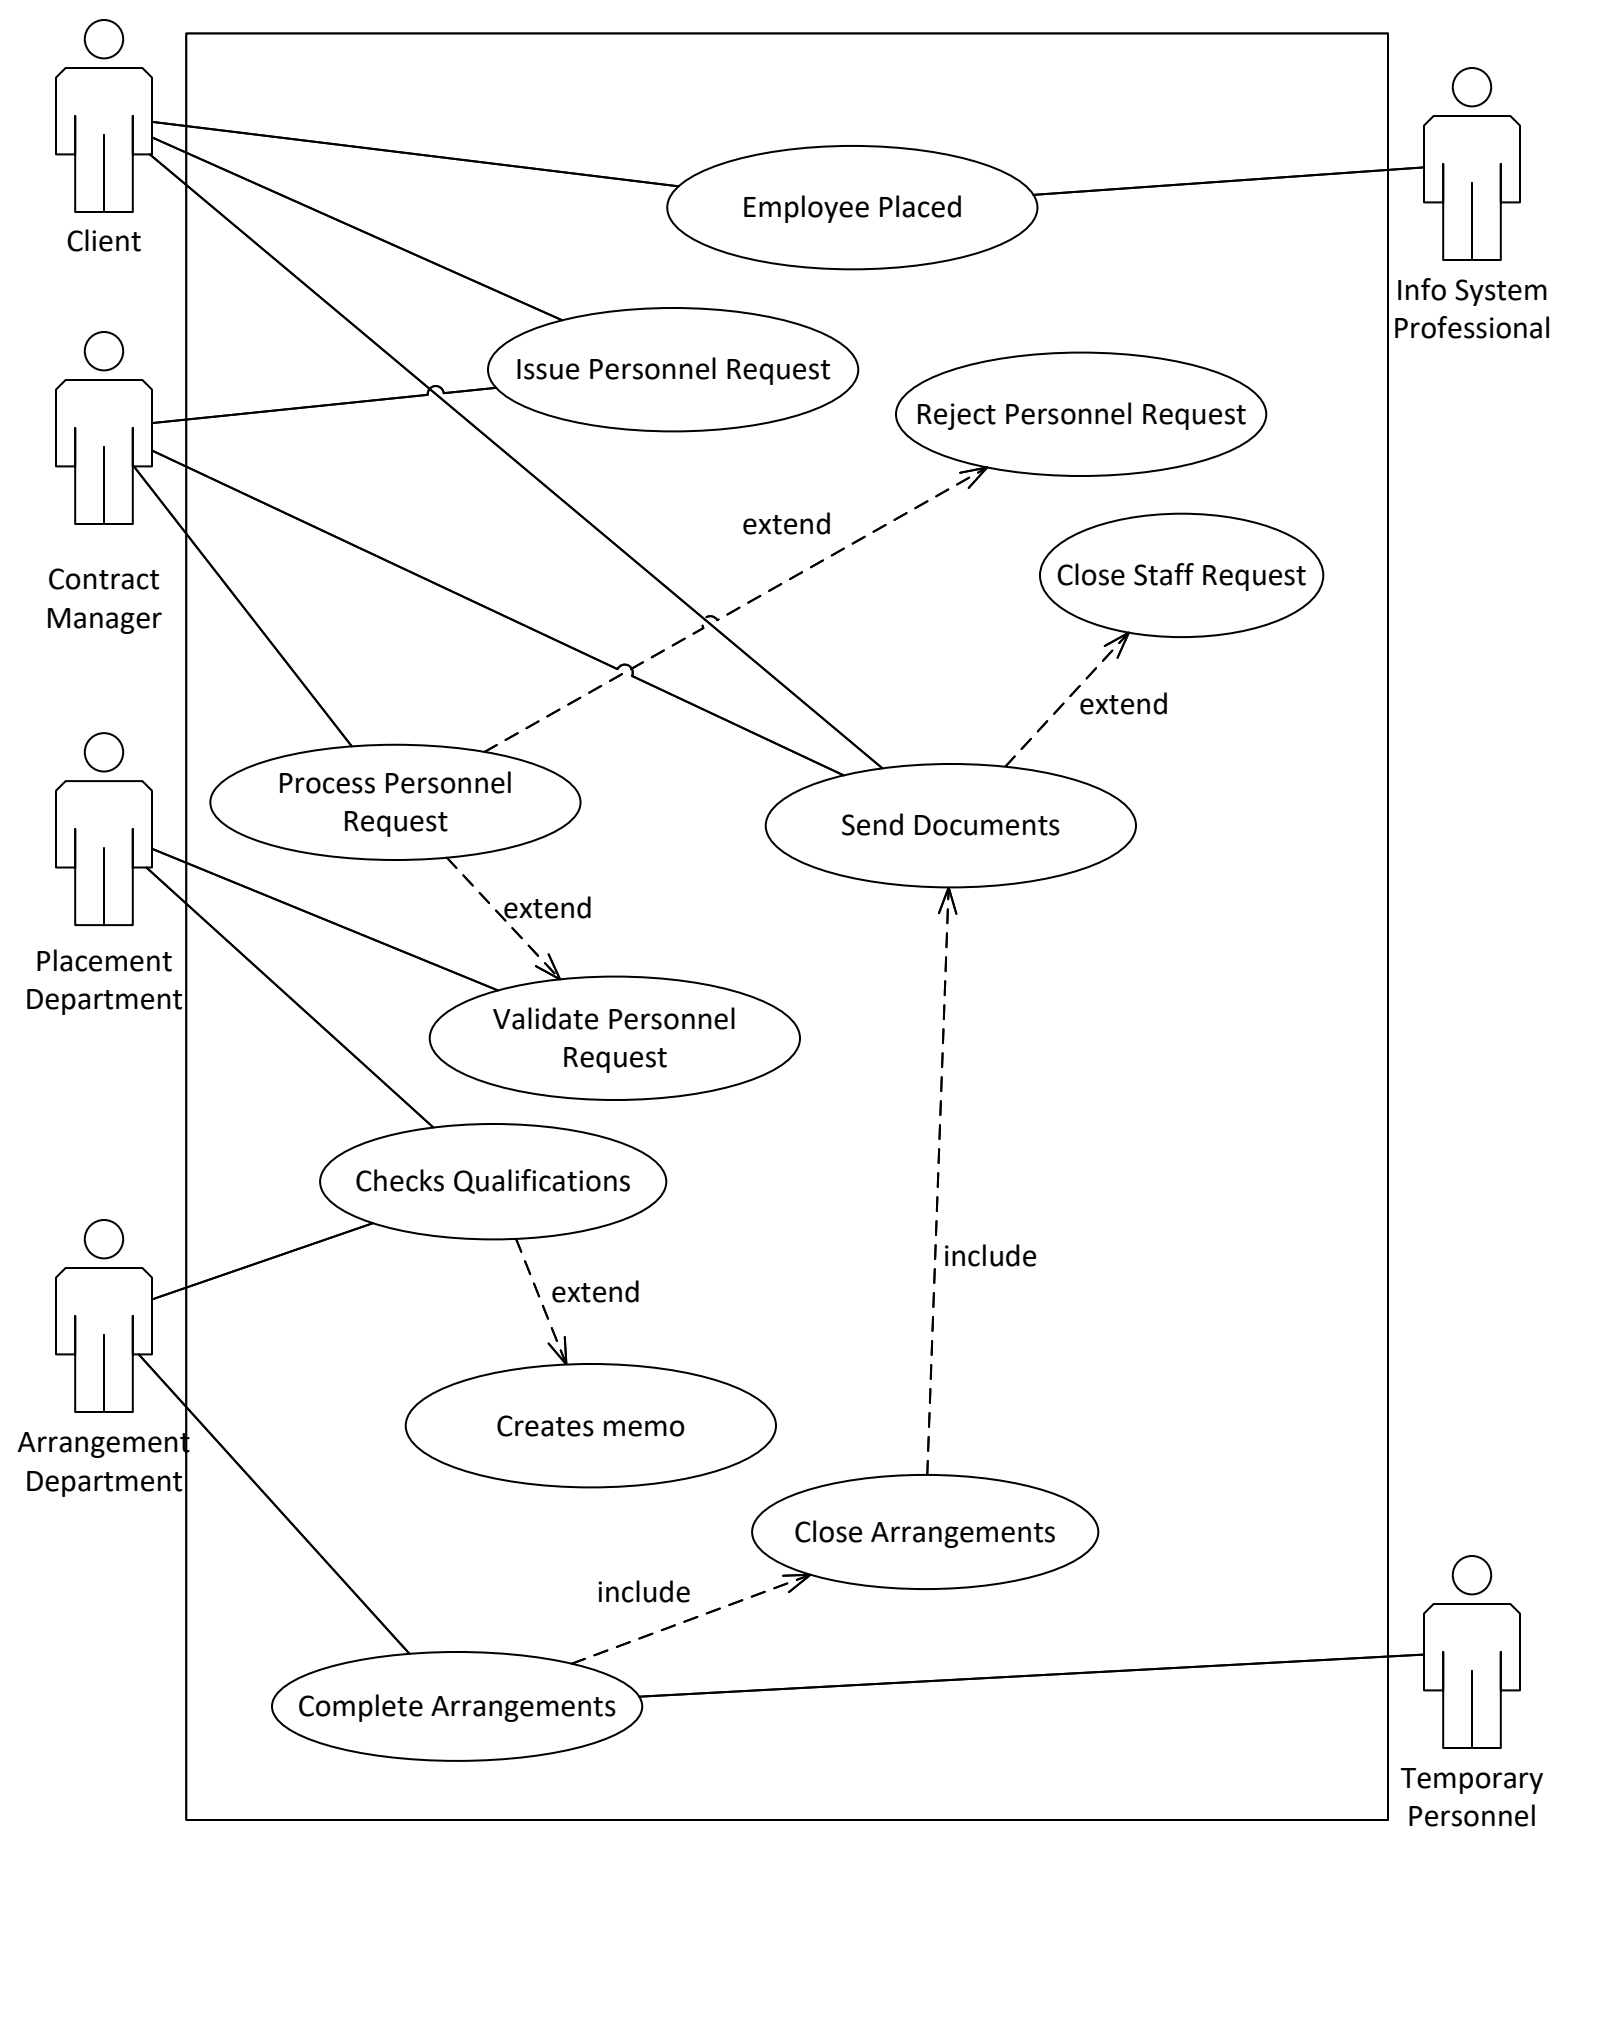 Client
Employee Placed
Info System
Professional
Issue Personnel Request
Reject Personnel Request
extend
Close Staff Request
Contract
Manager
extend
Process Personnel
Request
Send Documents
extend
Placement
Department
Validate Personnel
Request
Checks Qualifications
include
extend
Creates memo
Arrangement
Department
Close Arrangements
include
Complete Arrangements
Temporary
Personnel